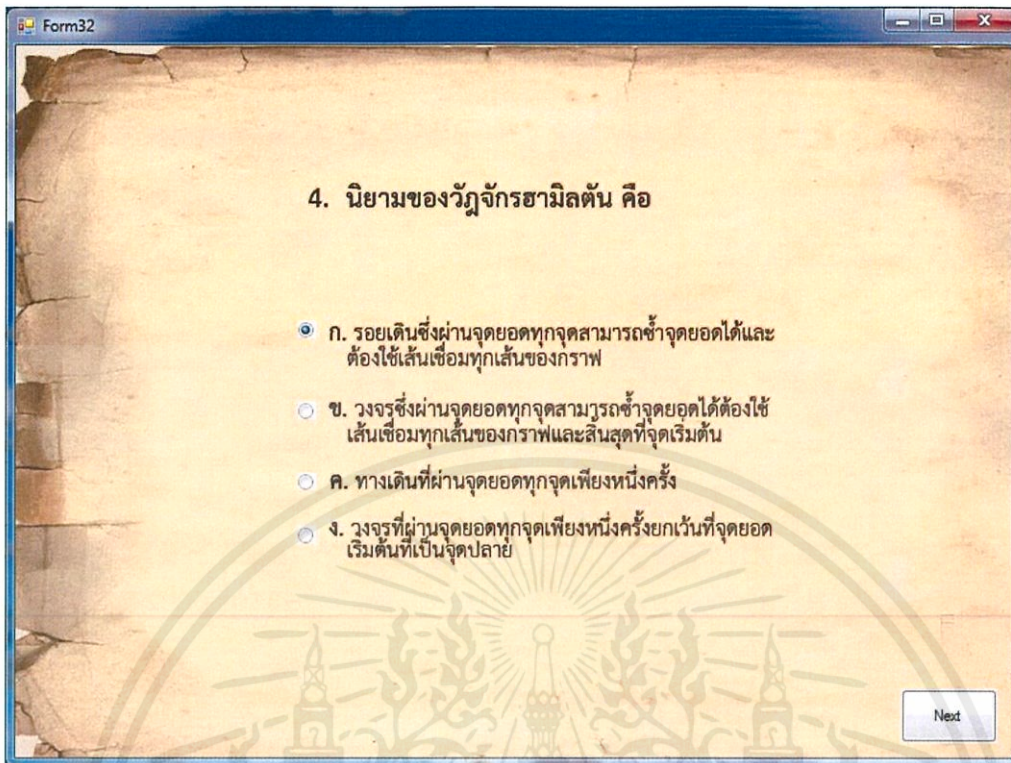 Form32
4. นิยามของวัฎจักรฮามิลตัน คือ
ก. รอยเดินซึ่งผ่านจุดยอดทุกจุดสามารถซ้ำจุดยอดได้และ
ต้องใช้เส้นเชื่อมทุกเส้นของกราฟ
ข. วงจรซึ่งผ่านจุดยอดทุกจุดสามารถซ้ำจุดยอดได้ต้องใช้
เส้นเชื่อมทุกเส้นของกราฟและสิ้นสุดที่จุดเริ่มต้น
ค. ทางเดินที่ผ่านจุดยอดทุกจุดเพียงหนึ่งครั้ง
ง. วงจรที่ผ่านจุดยอดทุกจุดเพียงหนึ่งครั้งยกเว้นที่จุดยอด
เริ่มต้นที่เป็นจุดปลาย
Next